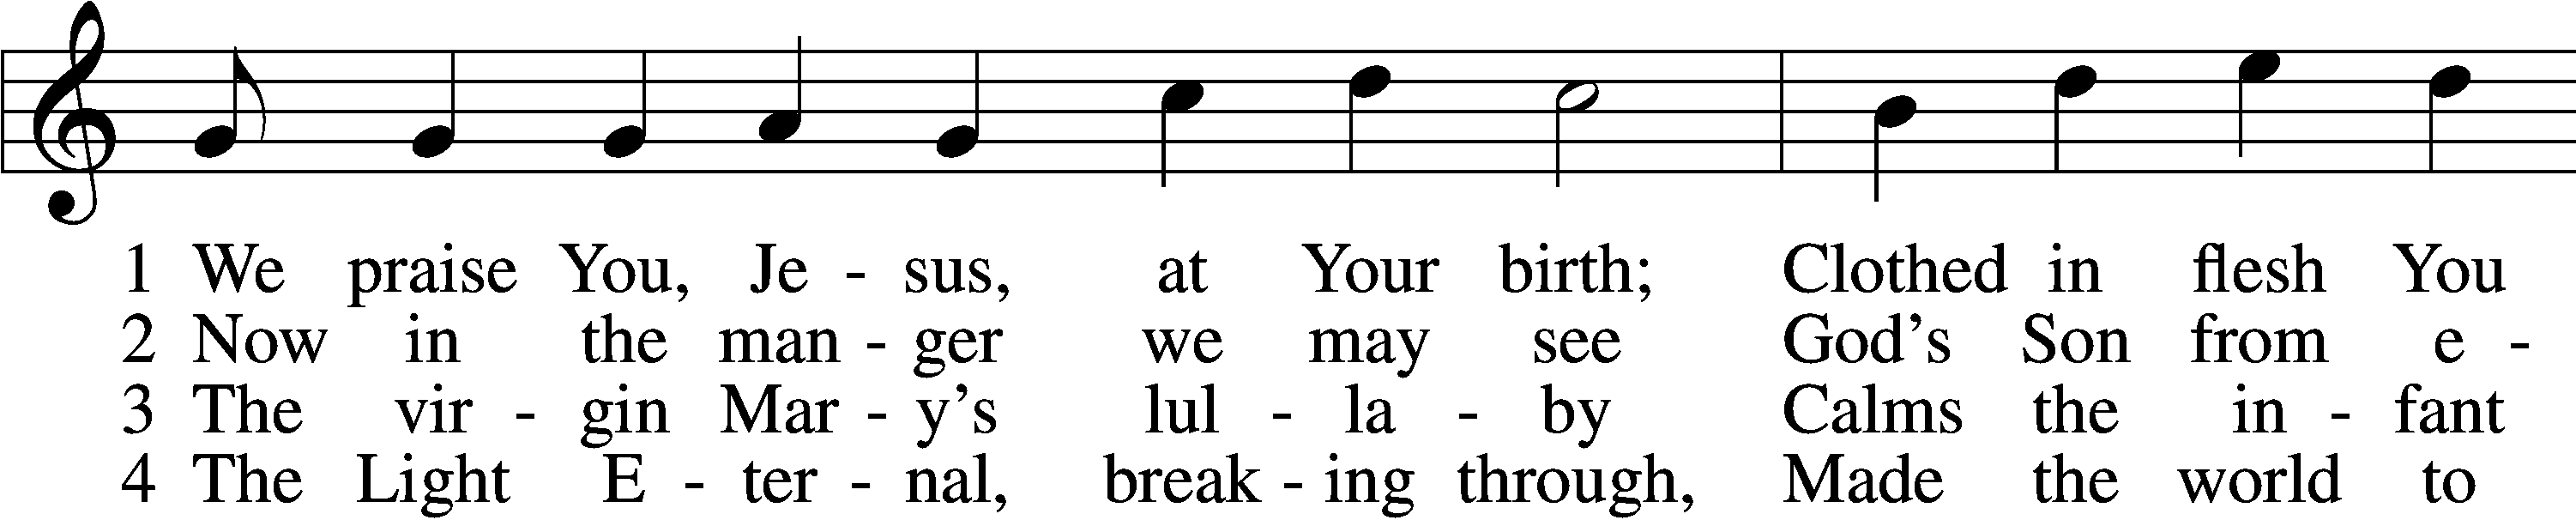 1 We praise You, Je - sus, at Your birth; Clothed in flesh You
2 Now in the man - ger we may see God's Son from e -
3 The vir - gin Mar - y's lul - la - by Calms the in - fant
4 The Light E - ter - nal, break - ing through, Made the world to